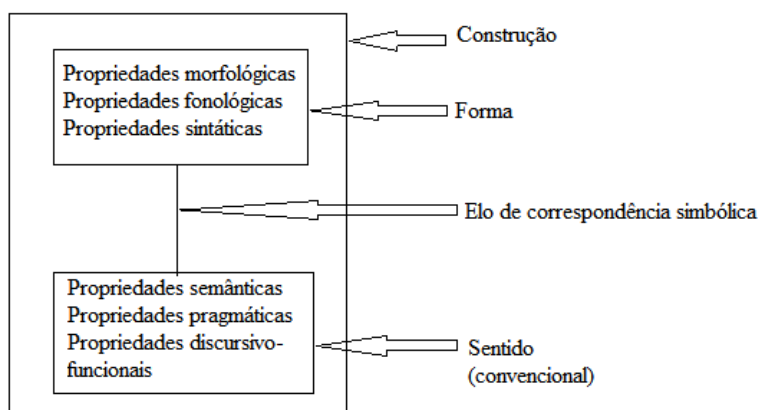 Construção
Propriedades morfológicas
Propriedades fonológicas
Propriedades sintáticas
Forma
Elo de correspondência simbólica
Propriedades semânticas
Propriedades pragmáticas
Propriedades discursivo-
funcionais
Sentido
(convencional)